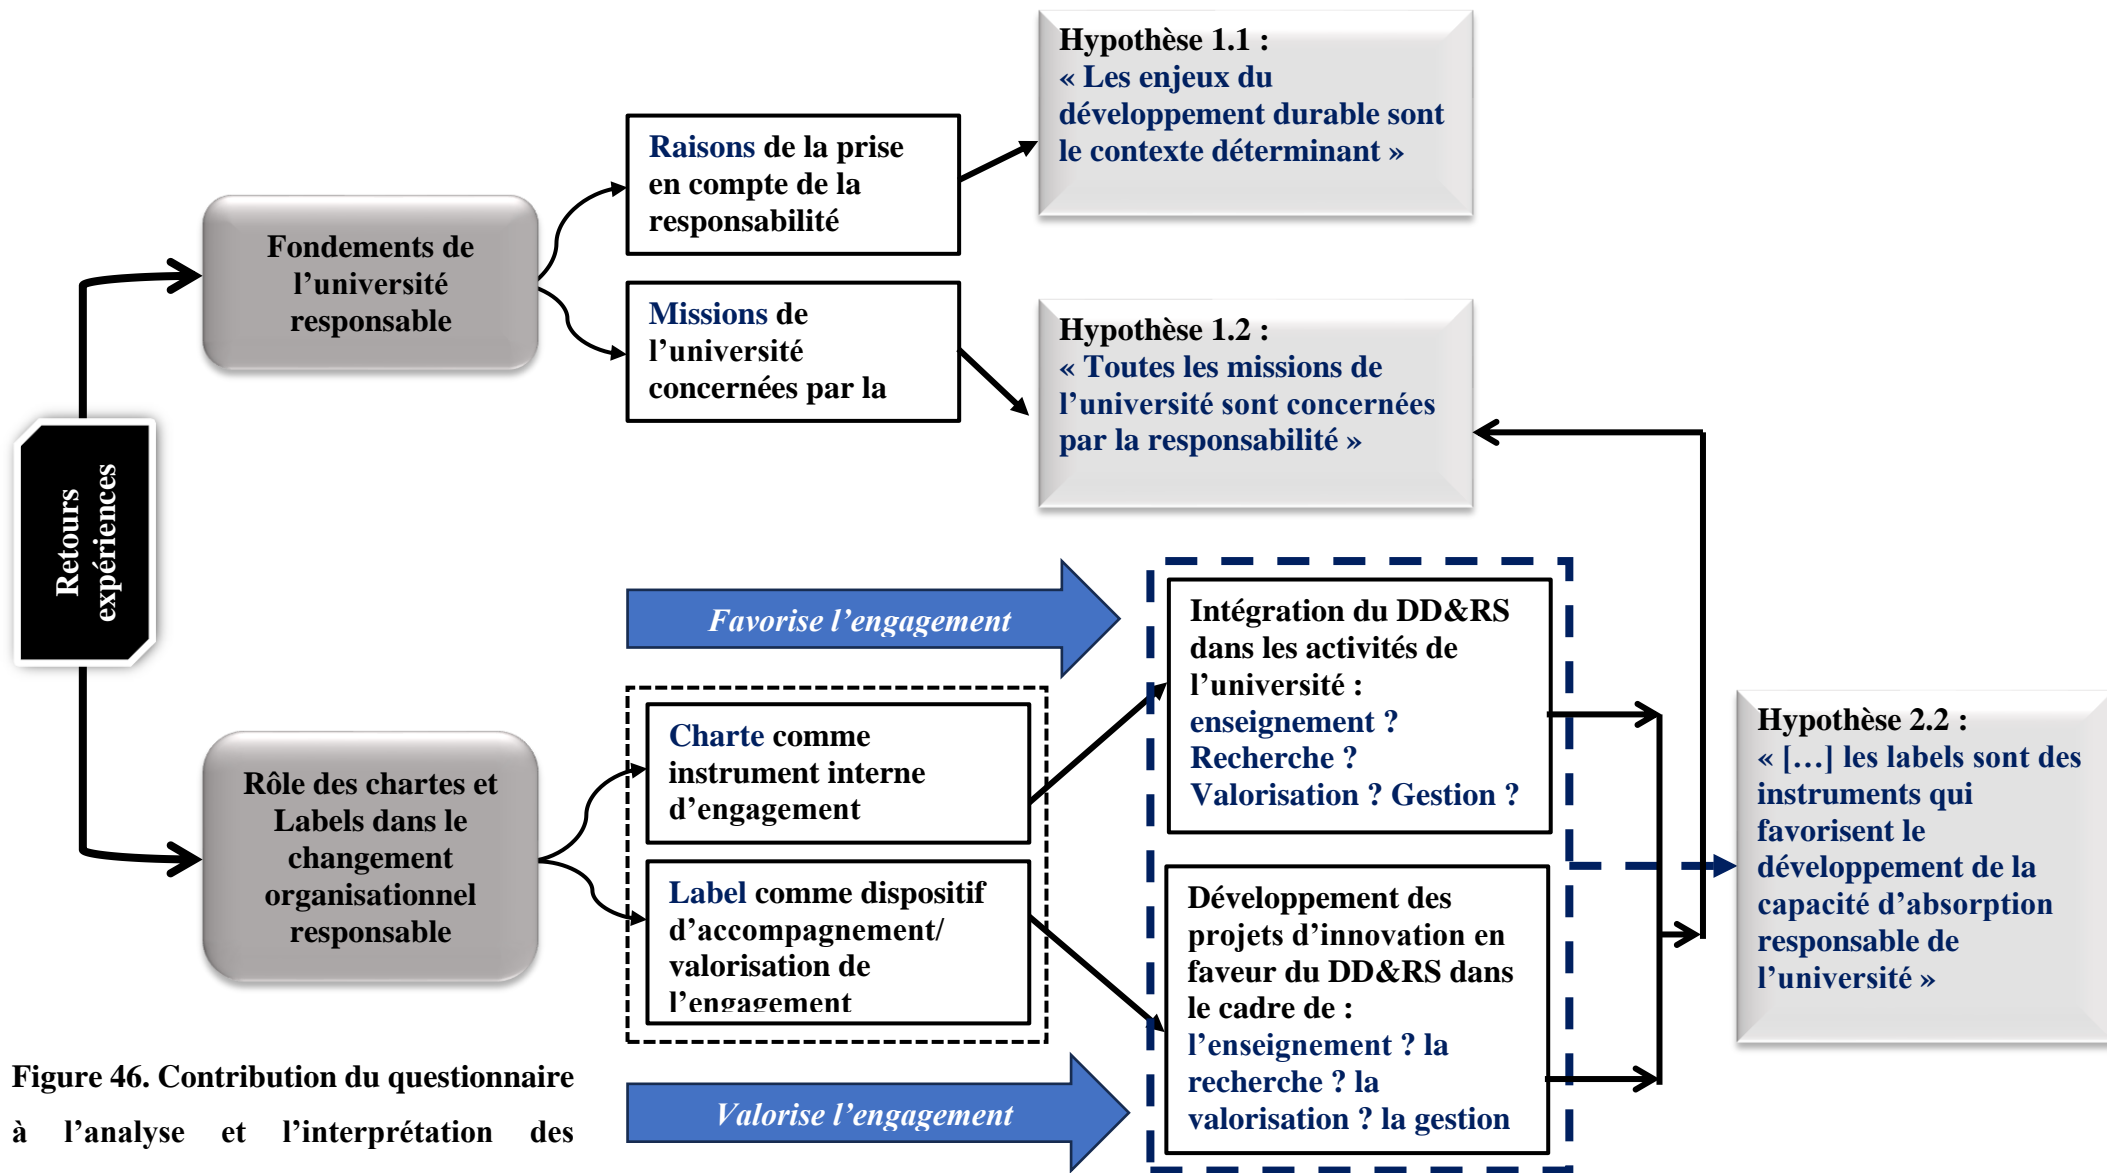 Hypothèse 1.1 :
« Les enjeux du
développement durable sont
le contexte déterminant »
Raisons de la prise
en compte de la
responsabilité
Fondements de
l’université
responsable
Missions de
l’université
concernées par la
Hypothèse 1.2 :
« Toutes les missions de
l’université sont concernées
par la responsabilité »
Retours
expériences
Favorise l’engagement
Intégration du DD&RS
dans les activités de
l’université :
enseignement ?
Recherche ?
Valorisation ? Gestion ?
Charte comme
instrument interne
d’engagement
Rôle des chartes et
Labels dans le
changement
organisationnel
responsable
Label comme dispositif
d’accompagnement/
valorisation de
l’engagement
Développement des
projets d’innovation en
faveur du DD&RS dans
le cadre de :
l’enseignement ? la
recherche ? la
valorisation ? la gestion
Hypothèse 2.2 :
« […] les labels sont des
instruments qui
favorisent le
développement de la
capacité d’absorption
responsable de
l’université »
Valorise l’engagement
Figure 46. Contribution du questionnaire
à l’analyse et l’interprétation des